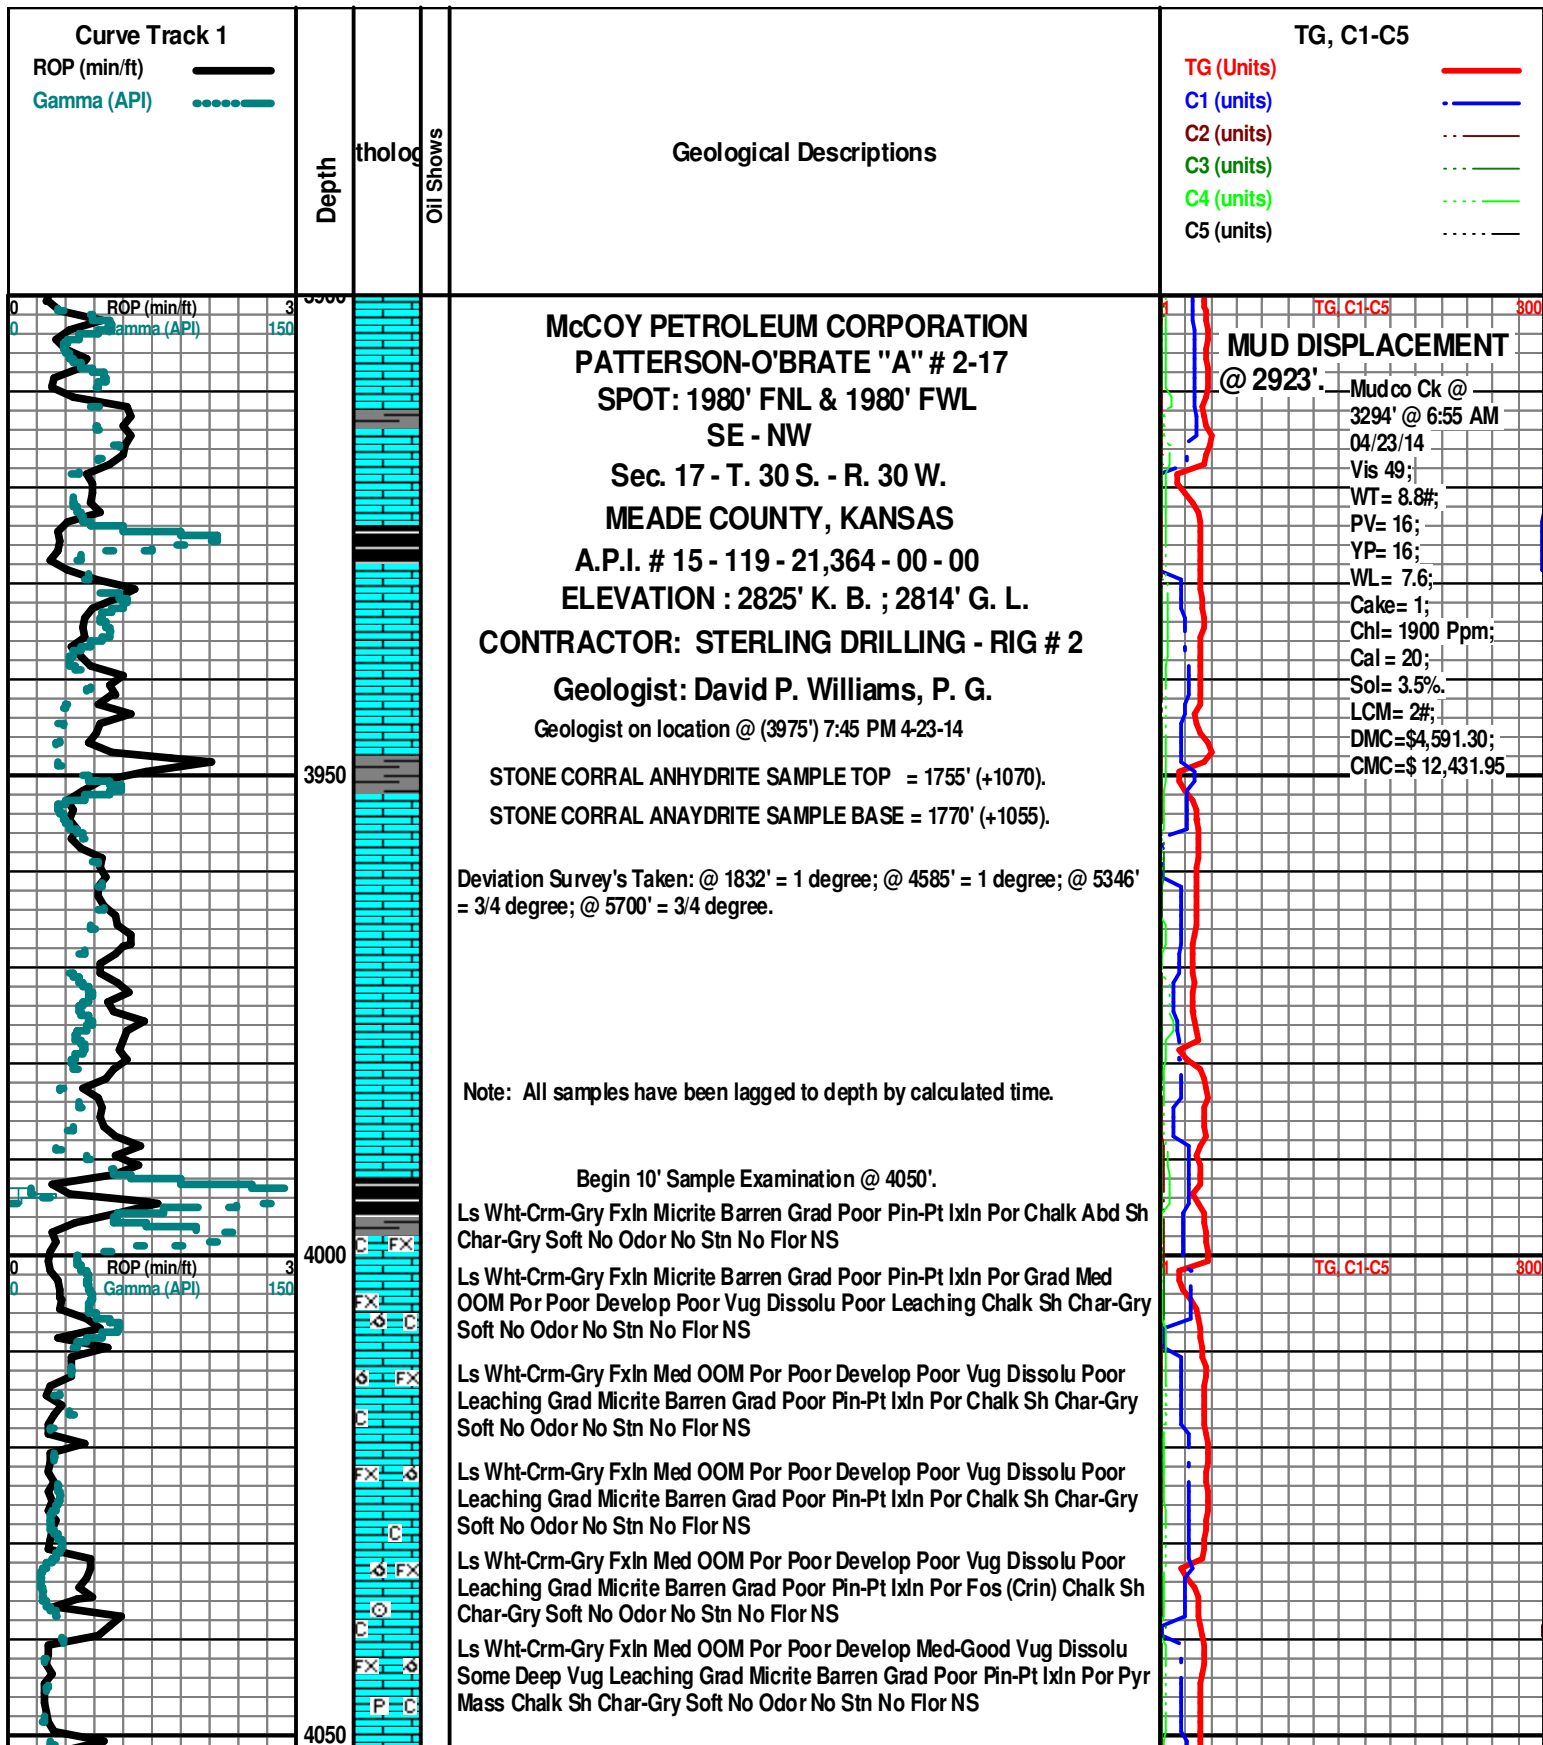 Curve Track 1
ROP (min/ft)
Gamma (API)
Depth
tholog
Oil Shows
Geological Descriptions
TG, C1-C5
TG (Units)
C1 (units)
C2 (units)
C3 (units)
C4 (units)
C5 (units)
0 ROP (min/ft) 3
0 Gamma (API) 150
3900
1 TG, C1-C5 300
McCOY PETROLEUM CORPORATION
PATTERSON-O'BRATE "A" # 2-17
SPOT: 1980' FNL & 1980' FWL
SE - NW
Sec. 17 - T. 30 S. - R. 30 W.
MEADE COUNTY, KANSAS
A.P.I. # 15 - 119 - 21,364 - 00 - 00
ELEVATION : 2825' K. B. ; 2814' G. L.
CONTRACTOR: STERLING DRILLING - RIG # 2
Geologist: David P. Williams, P. G.
Geologist on location @ (3975') 7:45 PM 4-23-14
STONE CORRAL ANHYDRITE SAMPLE TOP = 1755' (+1070).
STONE CORRAL ANAYDRITE SAMPLE BASE = 1770' (+1055).
Deviation Survey's Taken: @ 1832' = 1 degree; @ 4585' = 1 degree; @ 5346'
= 3/4 degree; @ 5700' = 3/4 degree.
MUD DISPLACEMENT
@ 2923'.
Mudco Ck @
3294' @ 6:55 AM
04/23/14
Vis 49;
WT= 8.8#;
PV= 16;
YP= 16;
WL= 7.6;
Cake= 1;
Chl= 1900 Ppm;
Cal = 20;
Sol= 3.5%.
LCM= 2#;
DMC=$4,591.30;
CMC=$ 12,431.95
3950
Note: All samples have been lagged to depth by calculated time.
Begin 10' Sample Examination @ 4050'.
Ls Wht-Crm-Gry Fxln Micrite Barren Grad Poor Pin-Pt Ixln Por Chalk Abd Sh
Char-Gry Soft No Odor No Stn No Flor NS
C FX
4000
0 ROP (min/ft) 3
0 Gamma (API) 150
1 TG, C1-C5 300
Ls Wht-Crm-Gry Fxln Micrite Barren Grad Poor Pin-Pt Ixln Por Grad Med
OOM Por Poor Develop Poor Vug Dissolu Poor Leaching Chalk Sh Char-Gry
Soft No Odor No Stn No Flor NS
FX
C
Ls Wht-Crm-Gry Fxln Med OOM Por Poor Develop Poor Vug Dissolu Poor
Leaching Grad Micrite Barren Grad Poor Pin-Pt Ixln Por Chalk Sh Char-Gry
Soft No Odor No Stn No Flor NS
FX
C
Ls Wht-Crm-Gry Fxln Med OOM Por Poor Develop Poor Vug Dissolu Poor
Leaching Grad Micrite Barren Grad Poor Pin-Pt Ixln Por Chalk Sh Char-Gry
Soft No Odor No Stn No Flor NS
FX
C
Ls Wht-Crm-Gry Fxln Med OOM Por Poor Develop Poor Vug Dissolu Poor
Leaching Grad Micrite Barren Grad Poor Pin-Pt Ixln Por Fos (Crin) Chalk Sh
Char-Gry Soft No Odor No Stn No Flor NS
FX
C
Ls Wht-Crm-Gry Fxln Med OOM Por Poor Develop Med-Good Vug Dissolu
Some Deep Vug Leaching Grad Micrite Barren Grad Poor Pin-Pt Ixln Por Pyr
Mass Chalk Sh Char-Gry Soft No Odor No Stn No Flor NS
FX
P C
4050